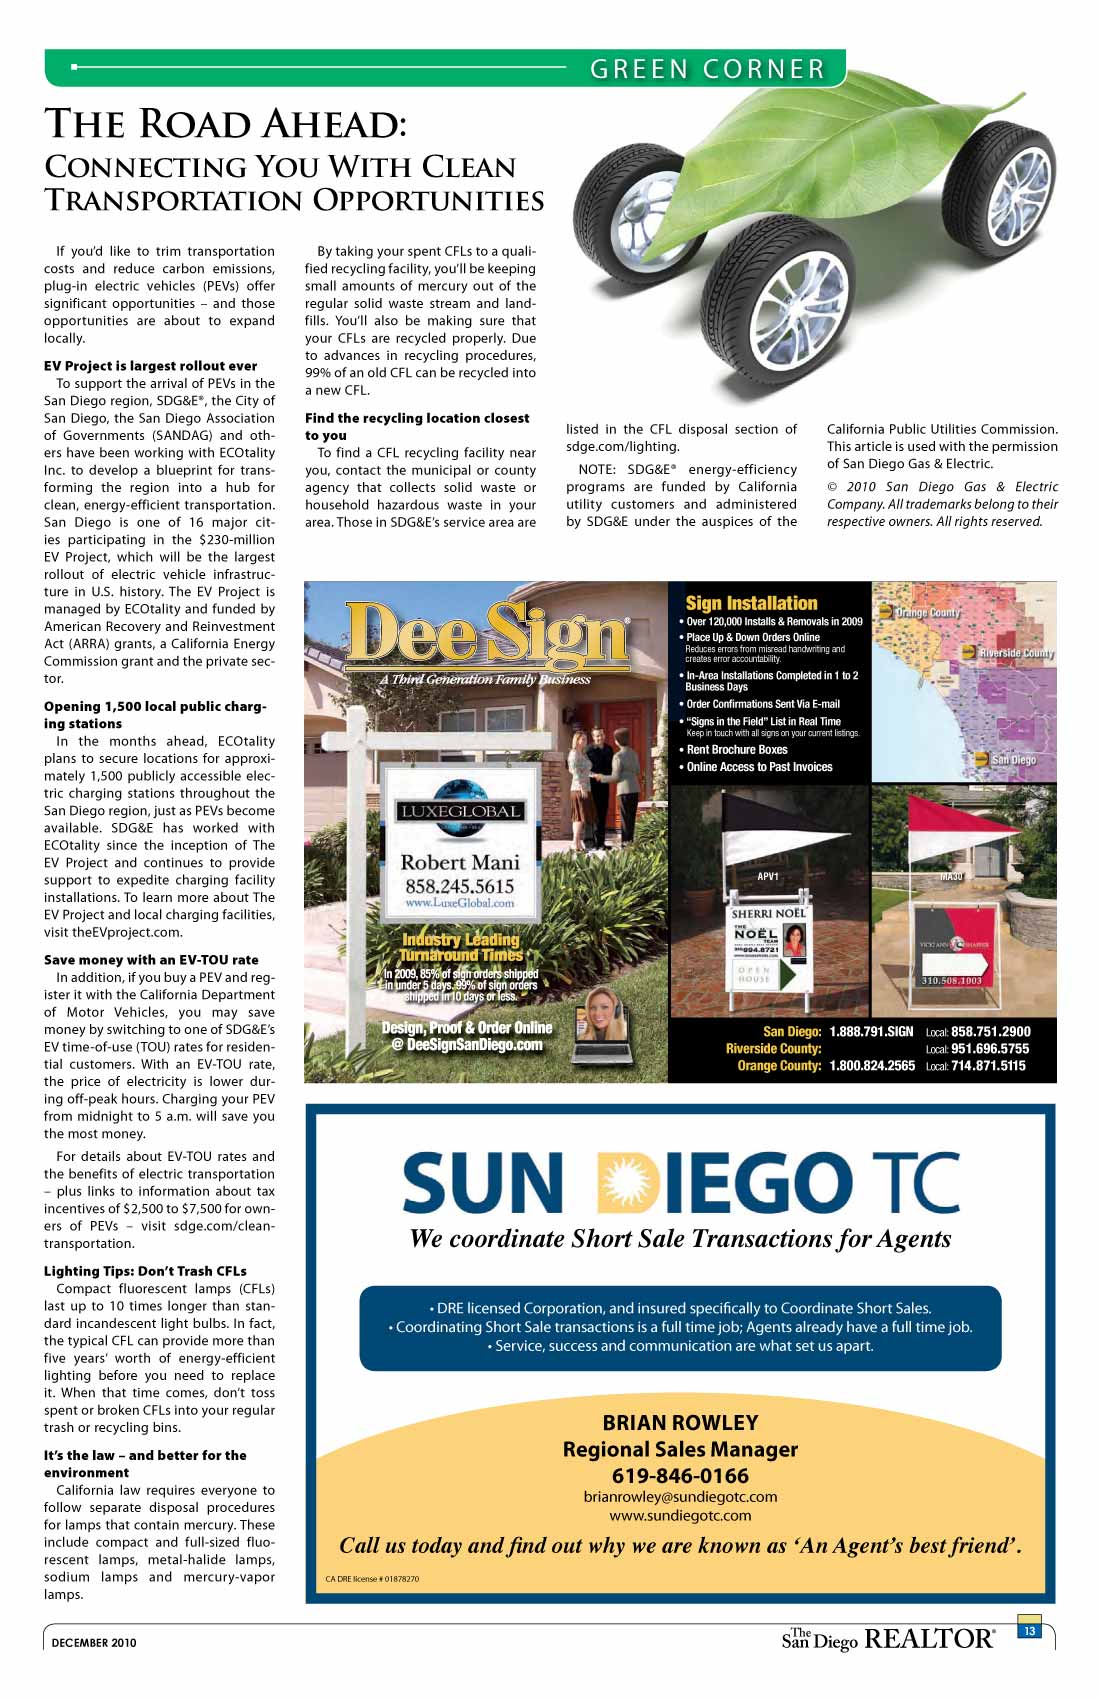 GREEN CORNER
THE ROAD AHEAD:
CONNECTING YOU WITH CLEAN
TRANSPORTATION OPPORTUNITIES
If you'd like to trim transportation
costs and reduce carbon emissions,
plug-in electric vehicles (PEVs) offer
significant opportunities – and those
opportunities are about to expand
locally.
EV Project is largest rollout ever
To support the arrival of PEVs in the
San Diego region, SDG&E®, the City of
San Diego, the San Diego Association
of Governments (SANDAG) and oth-
ers have been working with ECOtality
Inc. to develop a blueprint for trans-
forming the region into a hub for
clean, energy-efficient transportation.
San Diego is one of 16 major cit-
ies participating in the $230-million
EV Project, which will be the largest
rollout of electric vehicle infrastruc-
ture in U.S. history. The EV Project is
managed by ECOtality and funded by
American Recovery and Reinvestment
Act (ARRA) grants, a California Energy
Commission grant and the private sec-
tor.
Opening 1,500 local public charg-
ing stations
In the months ahead, ECOtality
plans to secure locations for approxi-
mately 1,500 publicly accessible elec-
tric charging stations throughout the
San Diego region, just as PEVs become
available. SDG&E has worked with
ECOtality since the inception of The
EV Project and continues to provide
support to expedite charging facility
installations. To learn more about The
EV Project and local charging facilities,
visit theEVproject.com.
Save money with an EV-TOU rate
In addition, if you buy a PEV and reg-
ister it with the California Department
of Motor Vehicles, you may save
money by switching to one of SDG&E's
EV time-of-use (TOU) rates for residen-
tial customers. With an EV-TOU rate,
the price of electricity is lower dur-
ing off-peak hours. Charging your PEV
from midnight to 5 a.m. will save you
the most money.
For details about EV-TOU rates and
the benefits of electric transportation
– plus links to information about tax
incentives of $2,500 to $7,500 for own-
ers of PEVs – visit sdge.com/clean-
transportation.
Lighting Tips: Don't Trash CFLs
Compact fluorescent lamps (CFLs)
last up to 10 times longer than stan-
dard incandescent light bulbs. In fact,
the typical CFL can provide more than
five years' worth of energy-efficient
lighting before you need to replace
it. When that time comes, don't toss
spent or broken CFLs into your regular
trash or recycling bins.
It's the law – and better for the
environment
California law requires everyone to
follow separate disposal procedures
for lamps that contain mercury. These
include compact and full-sized fluo-
rescent lamps, metal-halide lamps,
sodium lamps and mercury-vapor
lamps.
By taking your spent CFLs to a quali-
fied recycling facility, you'll be keeping
small amounts of mercury out of the
regular solid waste stream and land-
fills. You'll also be making sure that
your CFLs are recycled properly. Due
to advances in recycling procedures,
99% of an old CFL can be recycled into
a new CFL.
Find the recycling location closest
to you
To find a CFL recycling facility near
you, contact the municipal or county
agency that collects solid waste or
household hazardous waste in your
area. Those in SDG&E's service area are
listed in the CFL disposal section of
sdge.com/lighting.
NOTE: SDG&E® energy-efficiency
programs are funded by California
utility customers and administered
by SDG&E under the auspices of the
California Public Utilities Commission.
This article is used with the permission
of San Diego Gas & Electric.
© 2010 San Diego Gas & Electric
Company. All trademarks belong to their
respective owners. All rights reserved.
Dee Sign®
A Third Generation Family Business
LUXEGLOBAL
Robert Mani
858.245.5615
www.LuxeGlobal.com
Industry Leading
Turnaround Times
In 2009, 85% of sign orders shipped
in under 5 days. 99% of sign orders
shipped in 10 days or less.
Design, Proof & Order Online
@ DeeSignSanDiego.com
Sign Installation
• Over 120,000 Installs & Removals in 2009
• Place Up & Down Orders Online
Reduces errors from misread handwriting and
creates error accountability.
• In-Area Installations Completed in 1 to 2
Business Days
• Order Confirmations Sent Via E-mail
• "Signs in the Field" List in Real Time
Keep in touch with all signs on your current listings.
• Rent Brochure Boxes
• Online Access to Past Invoices
Orange County
Riverside County
San Diego
APV1
SHERRI NOËL
THE
NOËL
TEAM
OPEN
HOUSE
MA30
310.508.1003
San Diego: 1.888.791.SIGN Local: 858.751.2900
Riverside County: Local: 951.696.5755
Orange County: 1.800.824.2565 Local: 714.871.5115
SUN DIEGO TC
We coordinate Short Sale Transactions for Agents
• DRE licensed Corporation, and insured specifically to Coordinate Short Sales.
• Coordinating Short Sale transactions is a full time job; Agents already have a full time job.
• Service, success and communication are what set us apart.
BRIAN ROWLEY
Regional Sales Manager
619-846-0166
brianrowley@sundiegotc.com
www.sundiegotc.com
Call us today and find out why we are known as 'An Agent's best friend'.
CA DRE license # 01878270
DECEMBER 2010
The San Diego REALTOR®
13